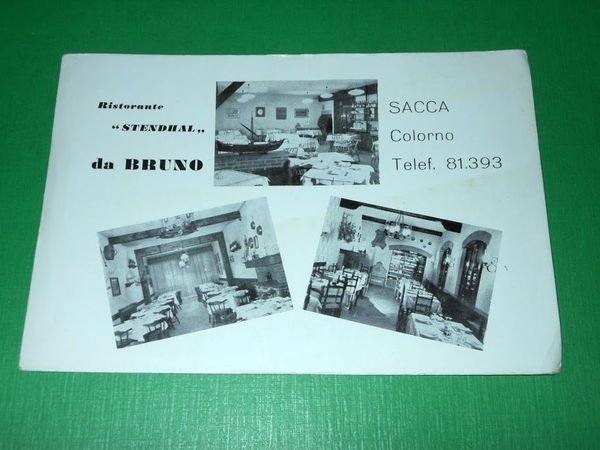 Ristorante
“STENDHAL„
da BRUNO
SACCA
Colorno
Telef. 81.393